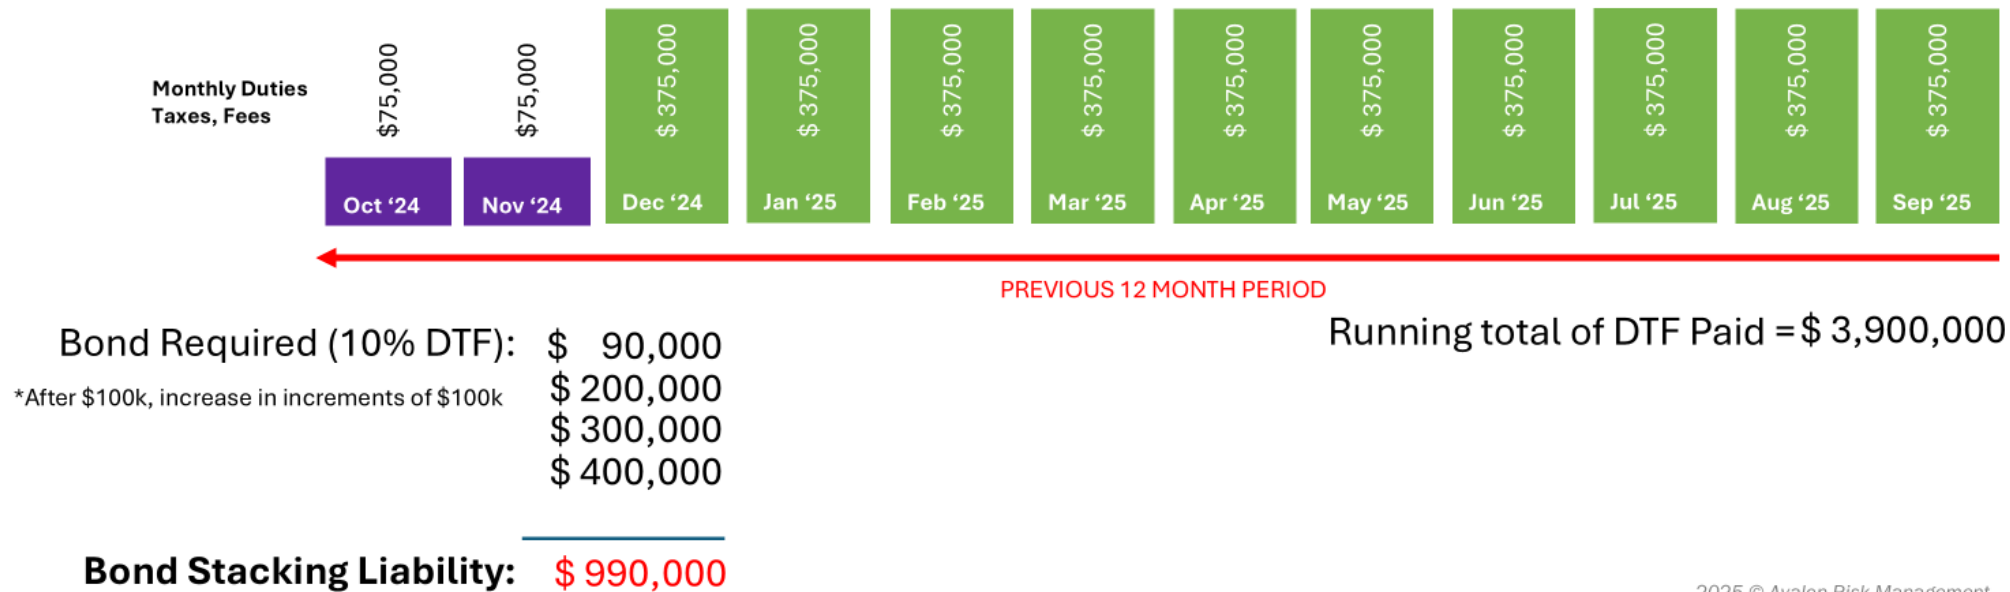 Monthly Duties
Taxes, Fees
$75,000
$75,000
$ 375,000
$ 375,000
$ 375,000
$ 375,000
$ 375,000
$ 375,000
$ 375,000
$ 375,000
$ 375,000
$ 375,000
Oct ‘24
Nov ‘24
Dec ‘24
Jan ‘25
Feb ‘25
Mar ‘25
Apr ‘25
May ‘25
Jun ‘25
Jul ‘25
Aug ‘25
Sep ‘25
PREVIOUS 12 MONTH PERIOD
Running total of DTF Paid = $ 3,900,000
Bond Required (10% DTF): $ 90,000
$ 200,000
*After $100k, increase in increments of $100k
$ 300,000
$ 400,000
Bond Stacking Liability: $ 990,000
2025 © Avalon Risk Management